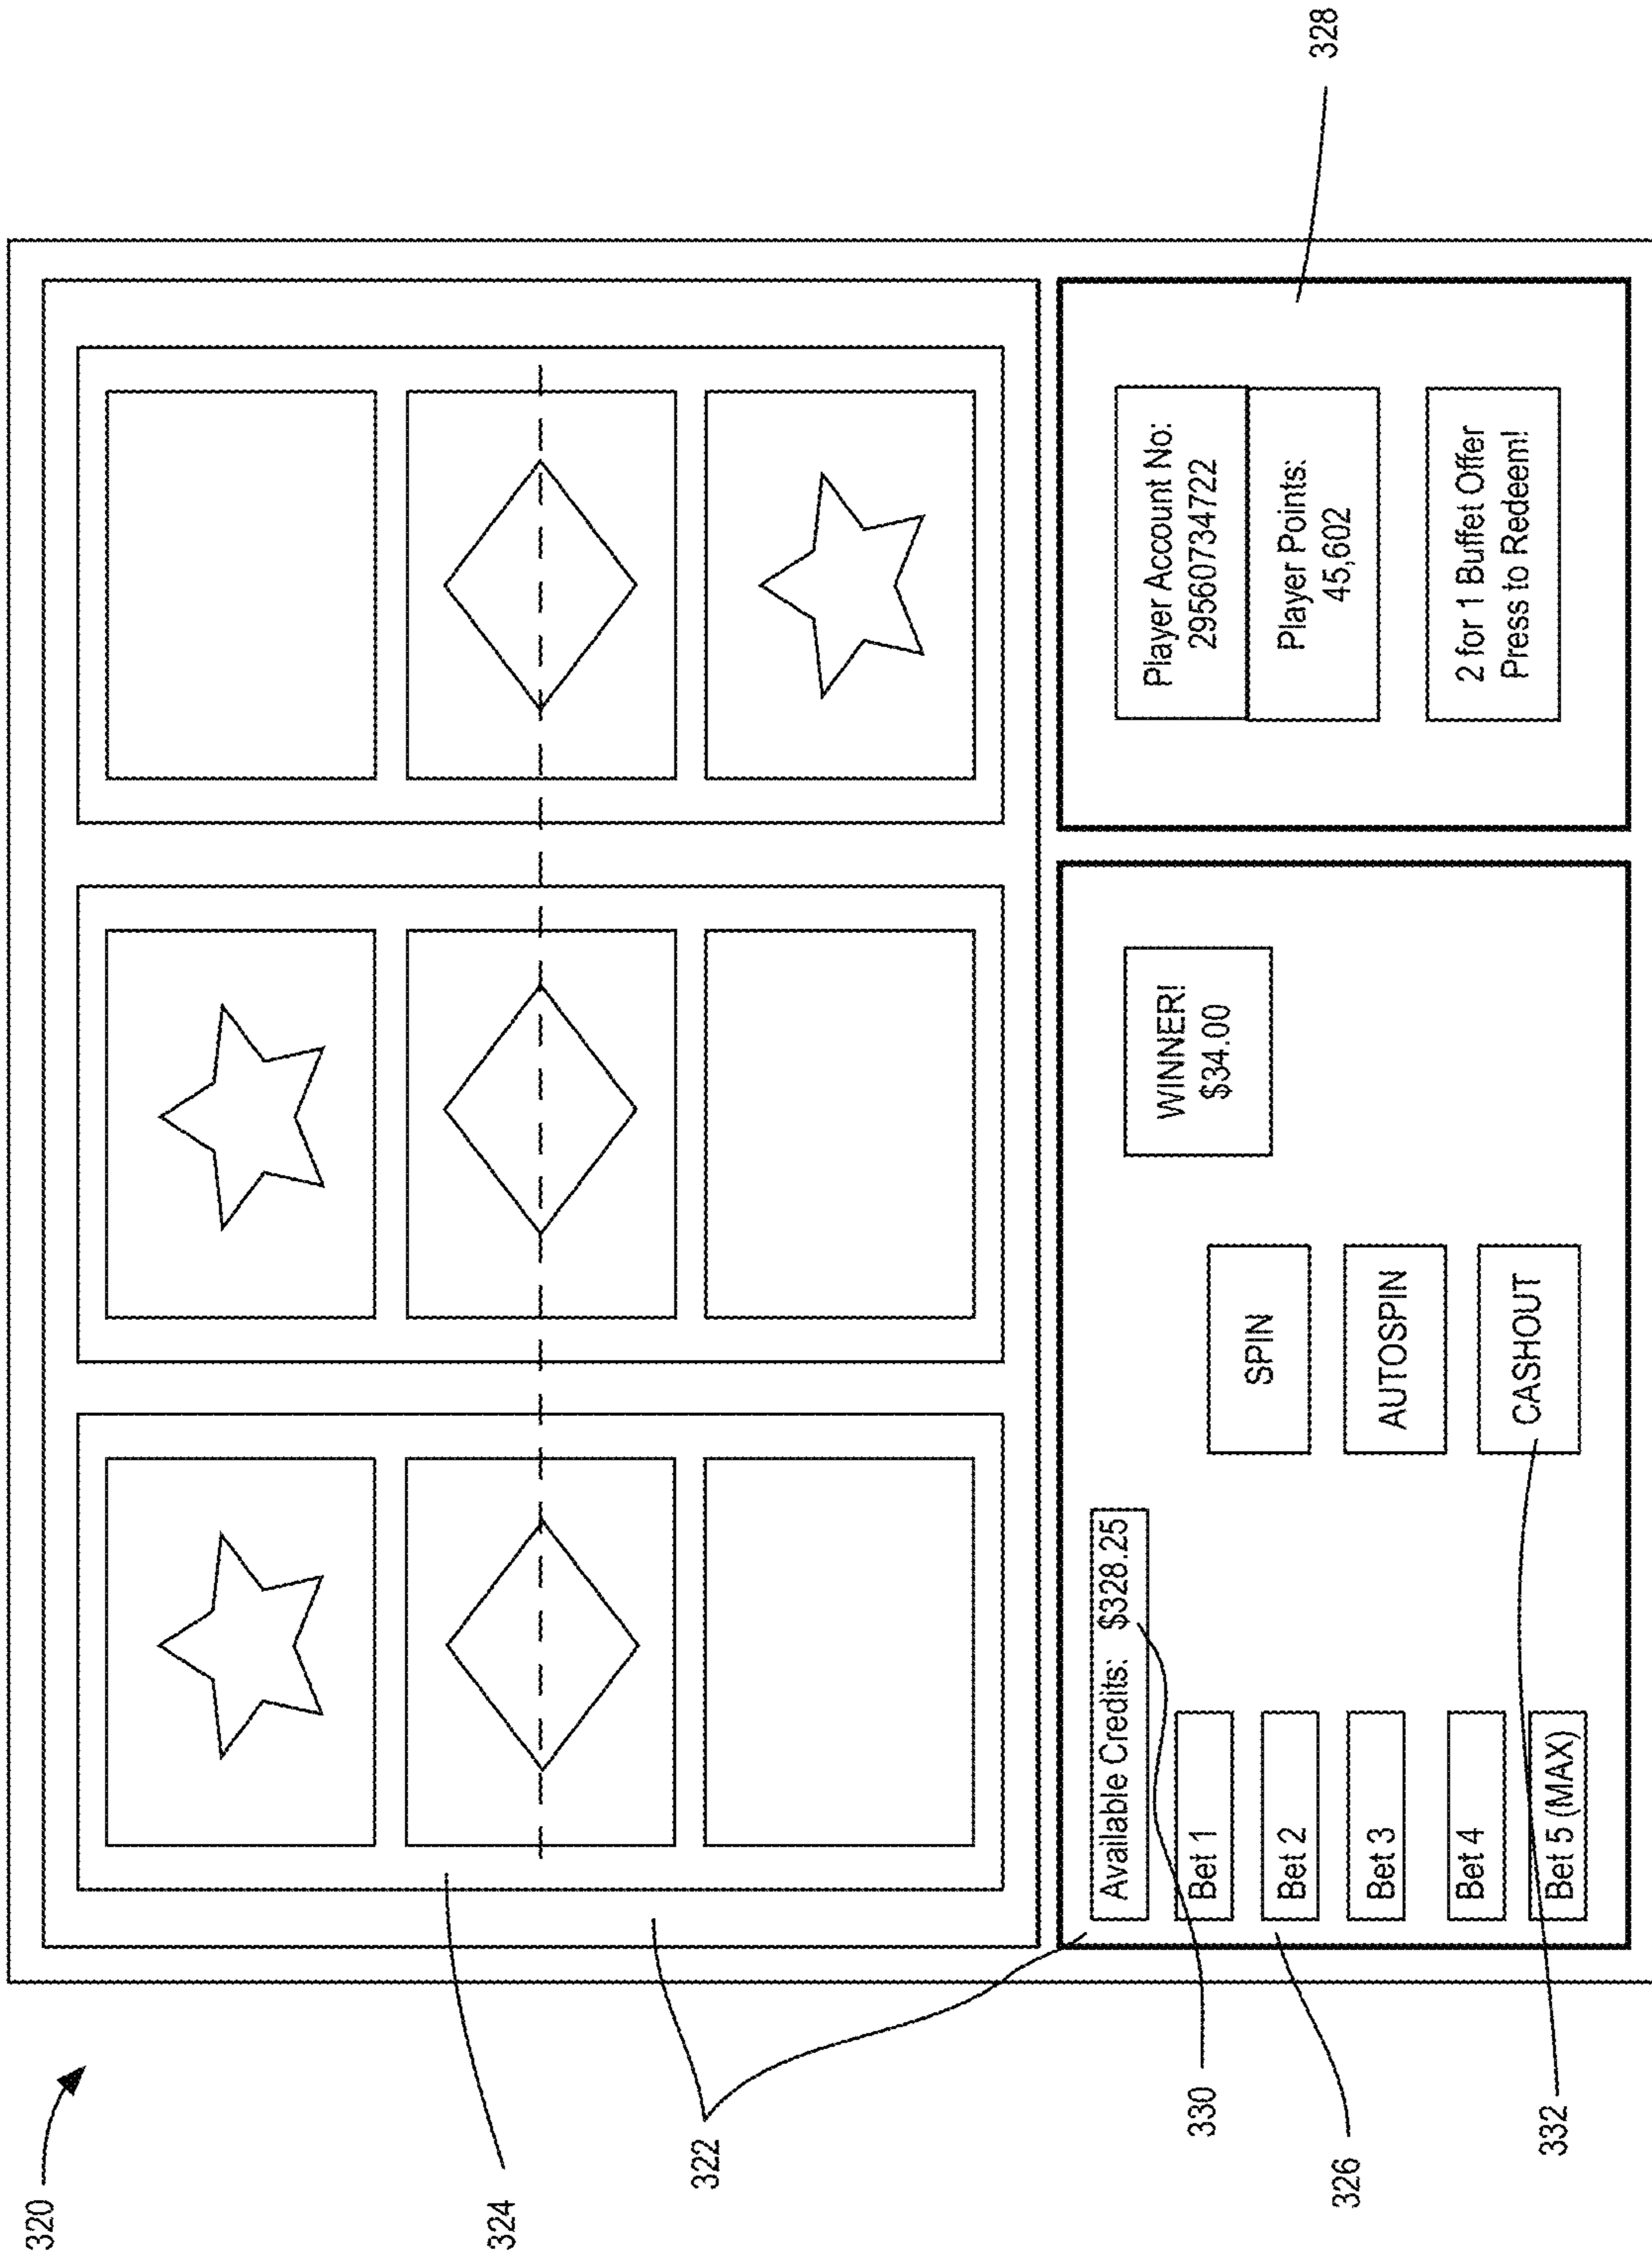 320
324
322
Available Credits: $328.25
Bet 1
Bet 2
Bet 3
Bet 4
Bet 5 (MAX)
SPIN
AUTOSPIN
CASHOUT
WINNER!
$34.00
Player Account No:
29560734722
Player Points:
45,602
2 for 1 Buffet Offer
Press to Redeem!
330
326
332
328